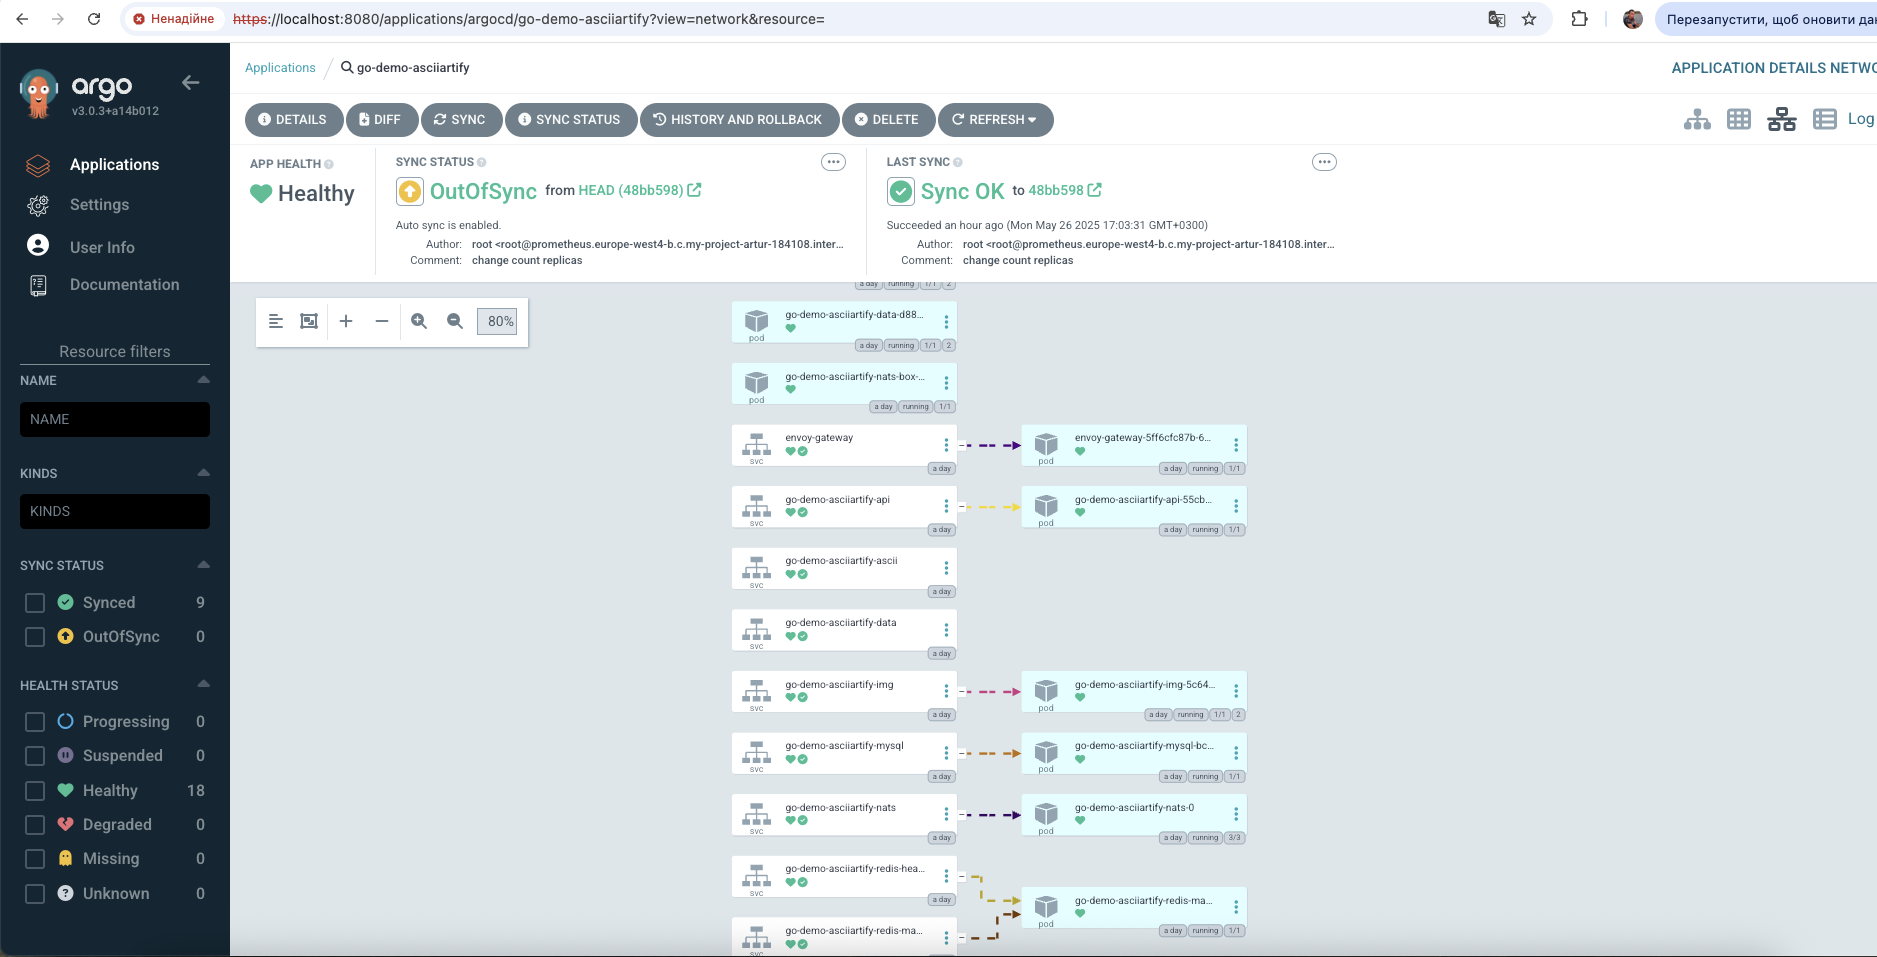 Ненадійне
https://localhost:8080/applications/argocd/go-demo-asciiartify?view=network&resource=
Перезапустити, щоб оновити
argo
v3.0.3+a14b012
Applications
Settings
User Info
Documentation
Resource filters
NAME
NAME
KINDS
KINDS
SYNC STATUS
Synced 9
OutOfSync 0
HEALTH STATUS
Progressing 0
Suspended 0
Healthy 18
Degraded 0
Missing 0
Unknown 0
Applications / go-demo-asciiartify
APPLICATION DETAILS
DETAILS DIFF SYNC SYNC STATUS HISTORY AND ROLLBACK DELETE REFRESH
Log
APP HEALTH
Healthy
SYNC STATUS
OutOfSync from HEAD (48bb598)
Auto sync is enabled.
Author: root <root@prometheus.europe-west4-b.c.my-project-artur-184108.inter...
Comment: change count replicas
LAST SYNC
Sync OK to 48bb598
Succeeded an hour ago (Mon May 26 2025 17:03:31 GMT+0300)
Author: root <root@prometheus.europe-west4-b.c.my-project-artur-184108.inter...
Comment: change count replicas
80%
a day running 1/1 2
go-demo-asciiartify-data-d88...
pod
a day running 1/1 2
go-demo-asciiartify-nats-box-...
pod
a day running 1/1
envoy-gateway
svc
a day
envoy-gateway-5ff6cfc87b-6...
pod
a day running 1/1
go-demo-asciiartify-api
svc
a day
go-demo-asciiartify-api-55cb...
pod
a day running 1/1
go-demo-asciiartify-ascii
svc
a day
go-demo-asciiartify-data
svc
a day
go-demo-asciiartify-img
svc
a day
go-demo-asciiartify-img-5c64...
pod
a day running 1/1 2
go-demo-asciiartify-mysql
svc
a day
go-demo-asciiartify-mysql-bc...
pod
a day running 1/1
go-demo-asciiartify-nats
svc
a day
go-demo-asciiartify-nats-0
pod
a day running 3/3
go-demo-asciiartify-redis-hea...
svc
a day
go-demo-asciiartify-redis-ma...
pod
a day running 1/1
go-demo-asciiartify-redis-ma...
svc